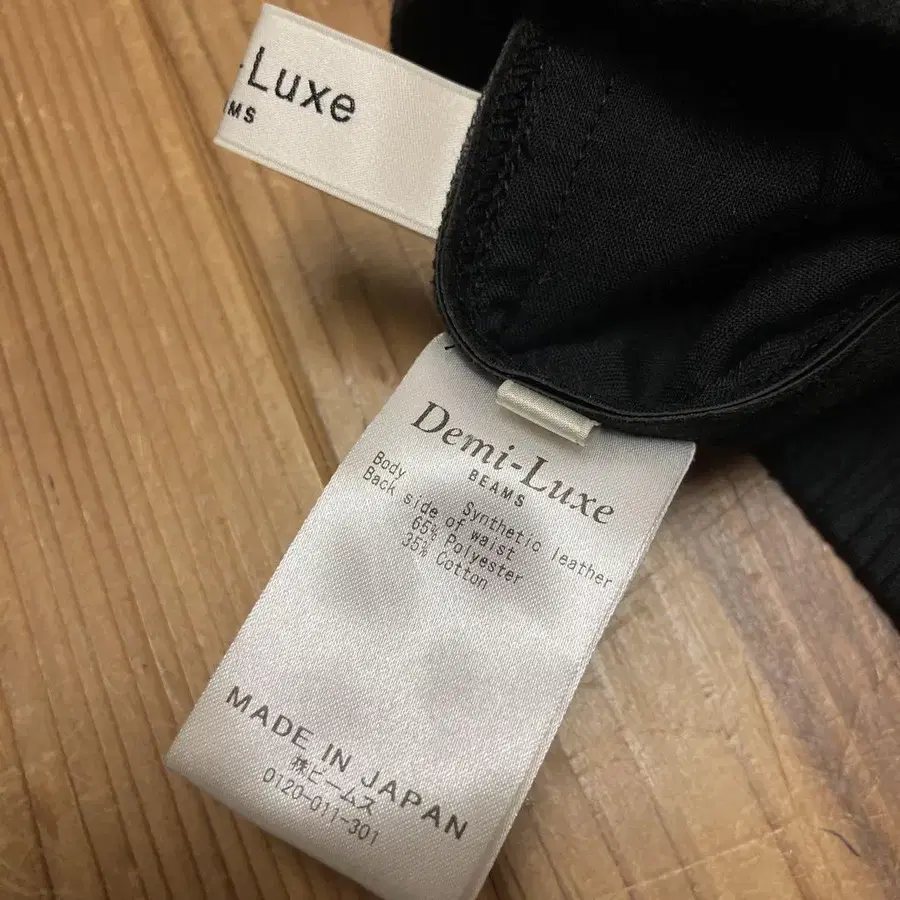 -Luxe
MS
Demi-Luxe
BEAMS
Body Synthetic leather
Back side of waist
65% Polyester
35% Cotton
MADE IN JAPAN
㈱ビームス
0120-011-301